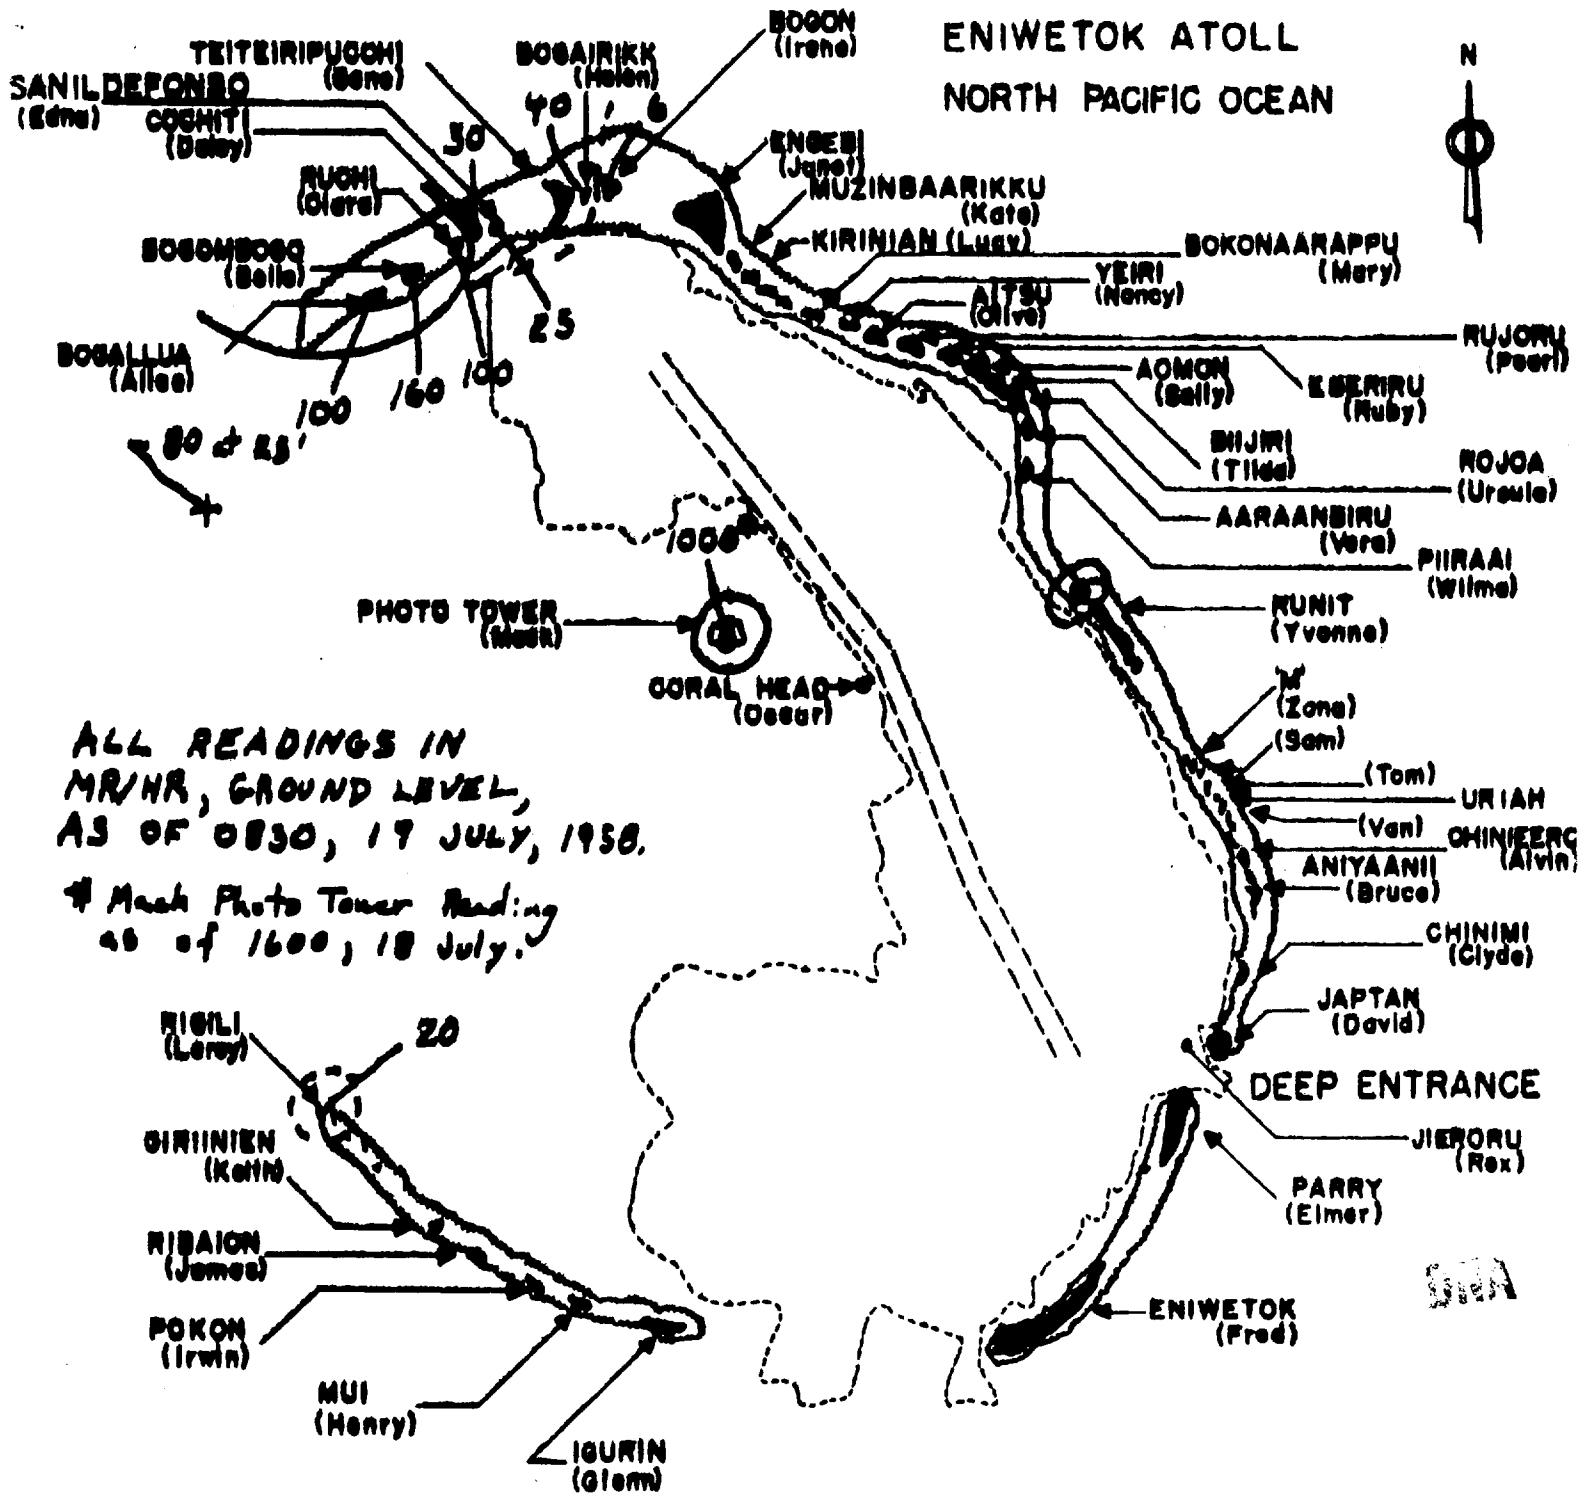 ENIWETOK ATOLL
NORTH PACIFIC OCEAN
N
BOGON
(Irene)
TEITEIRIPUCCHI
(Gene)
BOGAIRIKK
(Helen)
SANILDEFONSO
(Edna)
COCHITI
(Daisy)
40
1
6
30
ENGEBI
(Janet)
RUCHI
(Clara)
MUZINBAARIKKU
(Kate)
KIRINIAN (Lucy)
BOKONAARAPPU
(Mary)
BOGOMBOGO
(Belle)
YEIRI
(Nancy)
AITSU
(Olive)
25
RUJORU
(Pearl)
BOGALLUA
(Alice)
100
160
100
AOMON
(Sally)
EBERIRU
(Ruby)
80 + 25'
BIIJIRI
(Tilda)
ROJOA
(Ursula)
AARAANBIRU
(Vera)
1000
PIIRAAI
(Wilma)
PHOTO TOWER
(Mack)
RUNIT
(Yvonne)
CORAL HEAD
(Oscar)
"M"
(Zona)
(Sam)
(Tom)
URIAH
(Van)
CHINIEERO
(Alvin)
ANIYAANII
(Bruce)
ALL READINGS IN
MR/HR, GROUND LEVEL,
AS OF 0830, 19 JULY, 1958.
# Mack Photo Tower Reading
as of 1600, 18 July.
CHINIMI
(Clyde)
JAPTAN
(David)
RIGILI
(Leroy)
20
DEEP ENTRANCE
GIRIINIEN
(Keith)
JIERORU
(Rex)
PARRY
(Elmer)
RIBAION
(James)
DNA
POKON
(Irwin)
ENIWETOK
(Fred)
MUI
(Henry)
IGURIN
(Glenn)